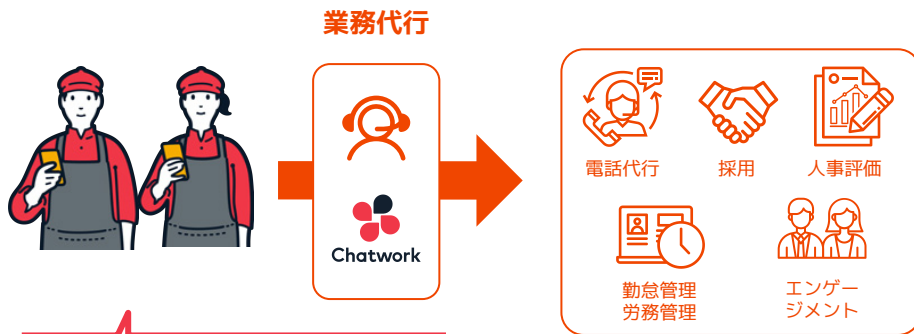 業務代行
Chatwork
電話代行
採用
人事評価
勤怠管理
労務管理
エンゲー
ジメント